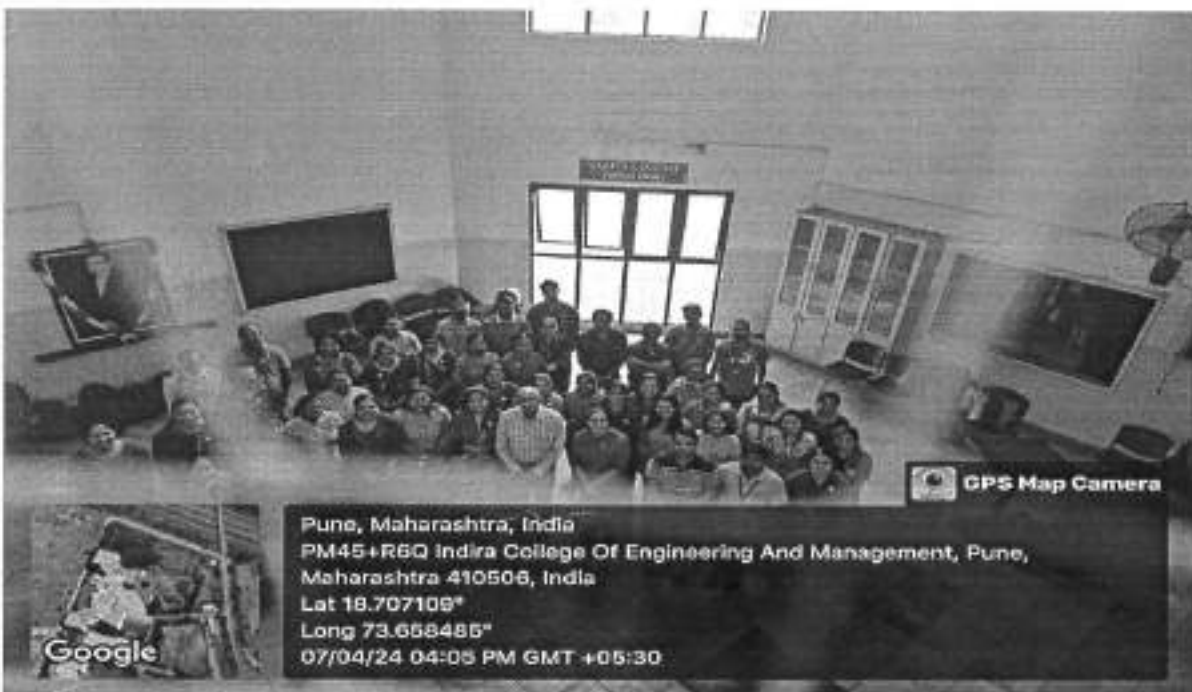 GPS Map Camera
Pune, Maharashtra, India
PM45+R6Q Indira College Of Engineering And Management, Pune,
Maharashtra 410506, India
Lat 18.707109°
Long 73.658485°
07/04/24 04:05 PM GMT +05:30
Google